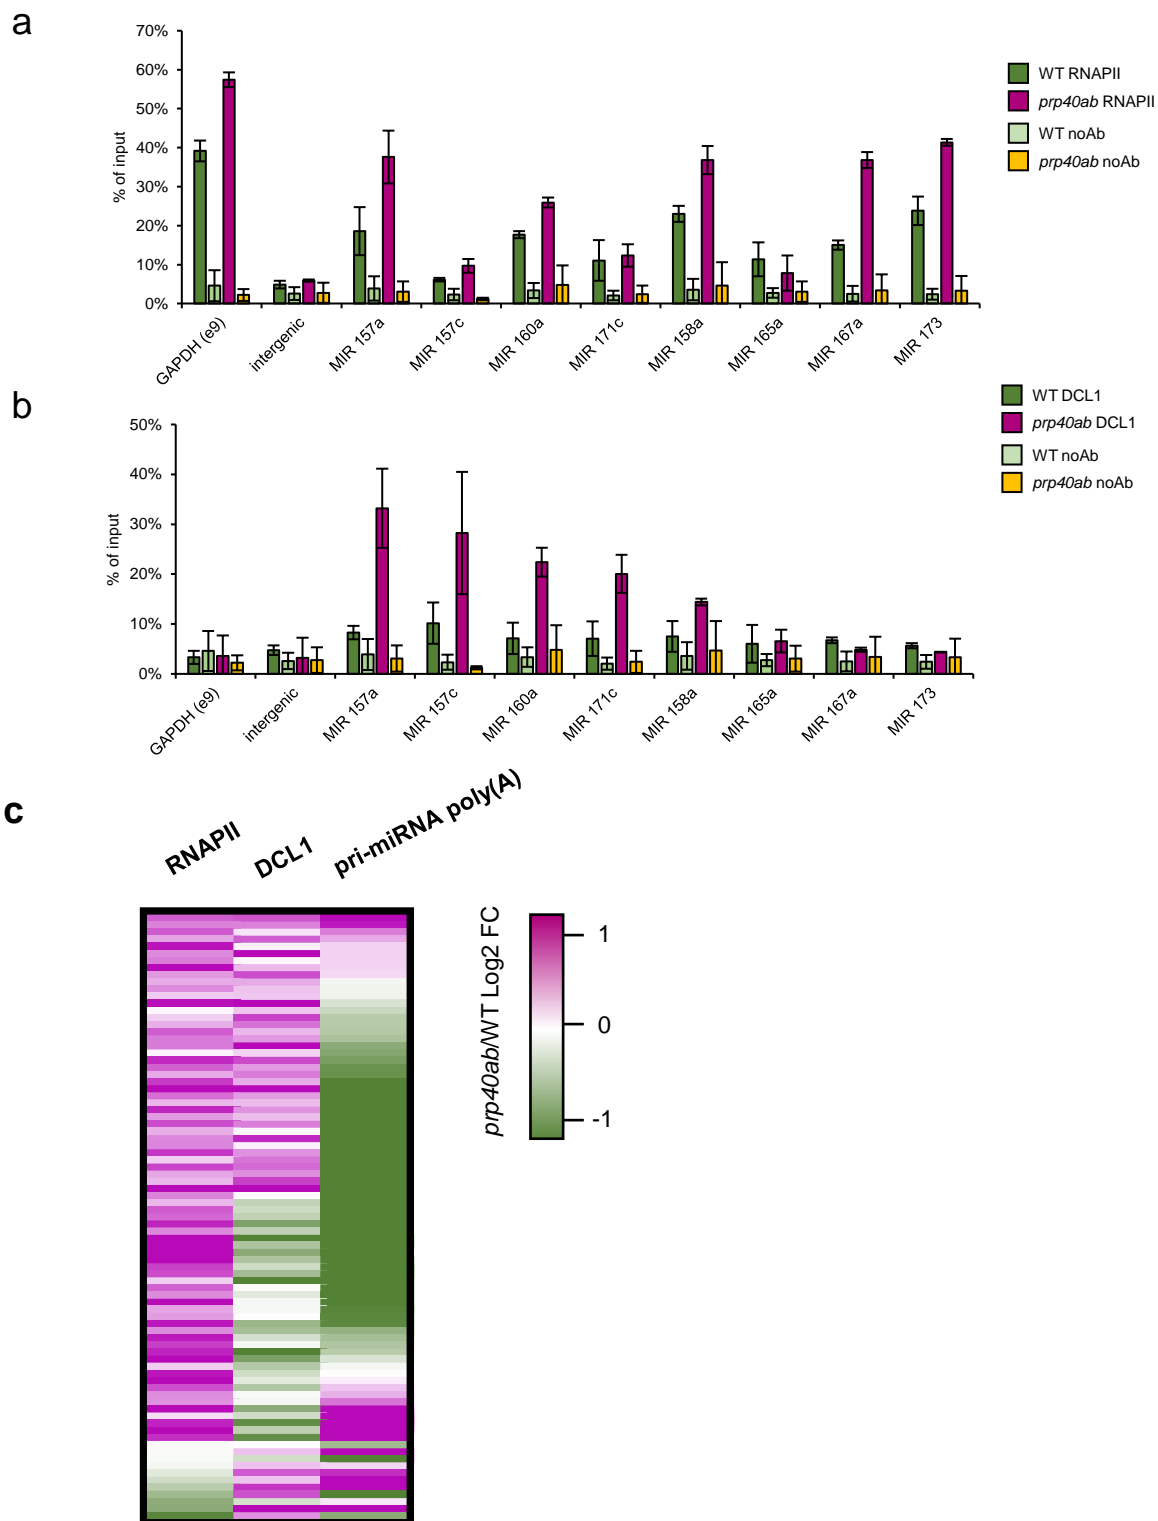 a
70%
60%
50%
40%
30%
20%
10%
0%
% of input
GAPDH (e9)
intergenic
MIR 157a
MIR 157c
MIR 160a
MIR 171c
MIR 158a
MIR 165a
MIR 167a
MIR 173
WT RNAPII
prp40ab RNAPII
WT noAb
prp40ab noAb
b
50%
40%
30%
20%
10%
0%
% of input
GAPDH (e9)
intergenic
MIR 157a
MIR 157c
MIR 160a
MIR 171c
MIR 158a
MIR 165a
MIR 167a
MIR 173
WT DCL1
prp40ab DCL1
WT noAb
prp40ab noAb
c
RNAPII
DCL1
pri-miRNA poly(A)
prp40ab/WT Log2 FC
1
0
-1